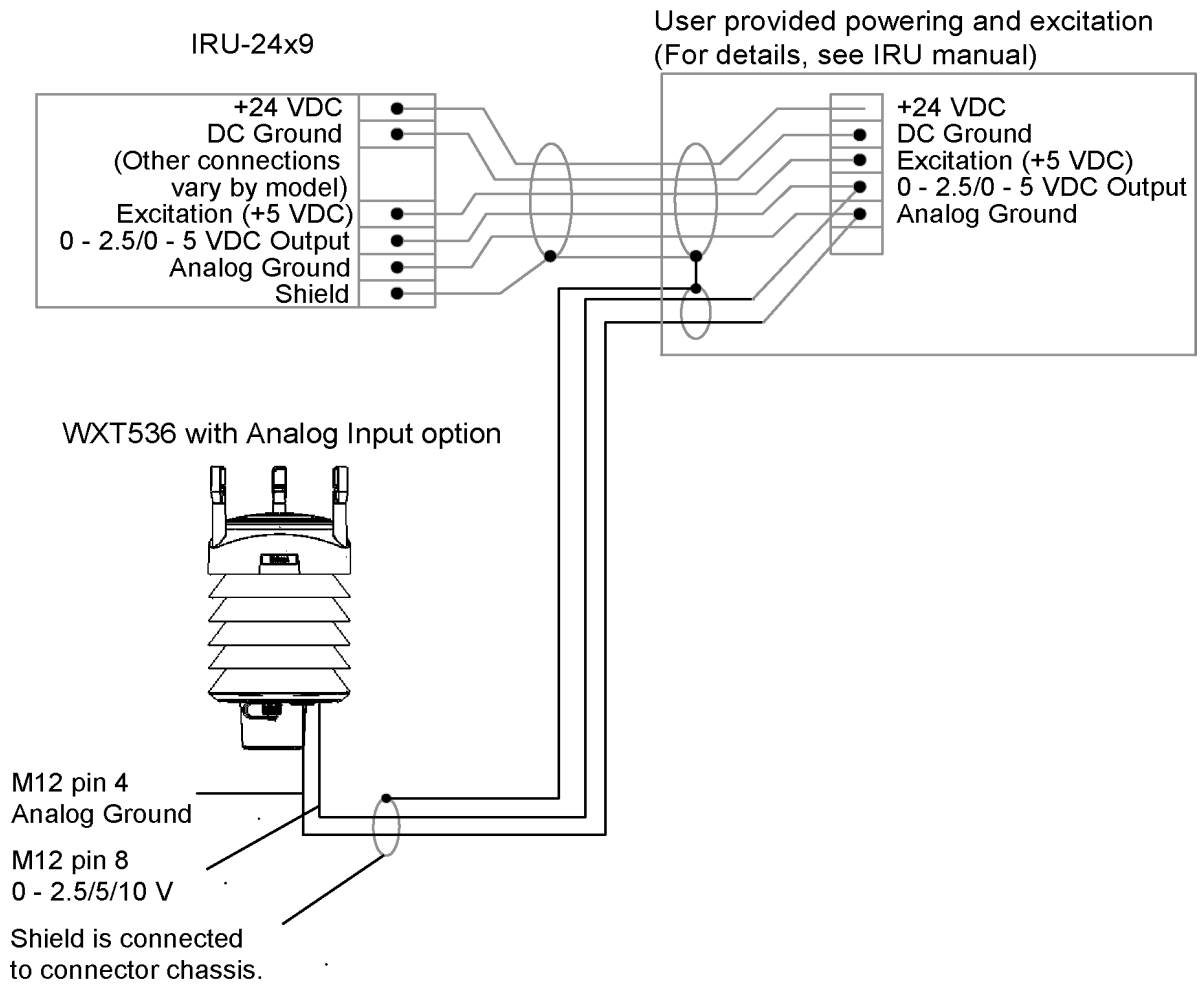 IRU-24x9
User provided powering and excitation
(For details, see IRU manual)
+24 VDC
DC Ground
(Other connections
vary by model)
Excitation (+5 VDC)
0 - 2.5/0 - 5 VDC Output
Analog Ground
Shield
+24 VDC
DC Ground
Excitation (+5 VDC)
0 - 2.5/0 - 5 VDC Output
Analog Ground
WXT536 with Analog Input option
M12 pin 4
Analog Ground
M12 pin 8
0 - 2.5/5/10 V
Shield is connected
to connector chassis.